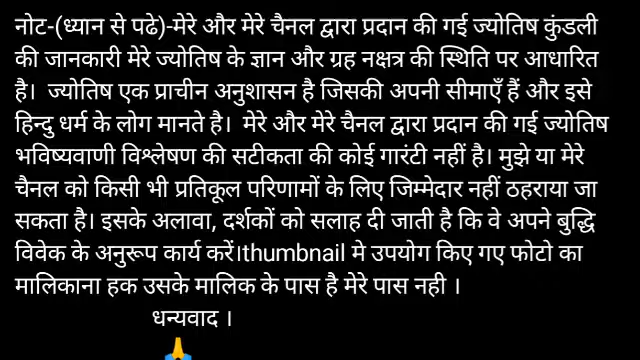 नोट-(ध्यान से पढे)-मेरे और मेरे चैनल द्वारा प्रदान की गई ज्योतिष कुंडली
की जानकारी मेरे ज्योतिष के ज्ञान और ग्रह नक्षत्र की स्थिति पर आधारित
है। ज्योतिष एक प्राचीन अनुशासन है जिसकी अपनी सीमाएँ हैं और इसे
हिन्दु धर्म के लोग मानते है। मेरे और मेरे चैनल द्वारा प्रदान की गई ज्योतिष
भविष्यवाणी विश्लेषण की सटीकता की कोई गारंटी नहीं है। मुझे या मेरे
चैनल को किसी भी प्रतिकूल परिणामों के लिए जिम्मेदार नहीं ठहराया जा
सकता है। इसके अलावा, दर्शकों को सलाह दी जाती है कि वे अपने बुद्धि
विवेक के अनुरूप कार्य करें।thumbnail मे उपयोग किए गए फोटो का
मालिकाना हक उसके मालिक के पास है मेरे पास नही ।
धन्यवाद ।
🙏